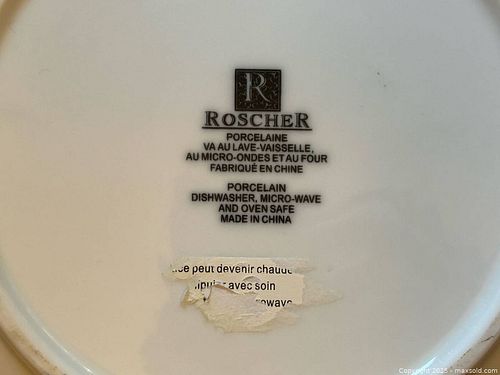 R
ROSCHER
PORCELAINE
VA AU LAVE-VAISSELLE,
AU MICRO-ONDES ET AU FOUR
FABRIQUÉ EN CHINE
PORCELAIN
DISHWASHER, MICRO-WAVE
AND OVEN SAFE
MADE IN CHINA
peut devenir chaude
avec soin
Copyright 2025 - maxsold.com